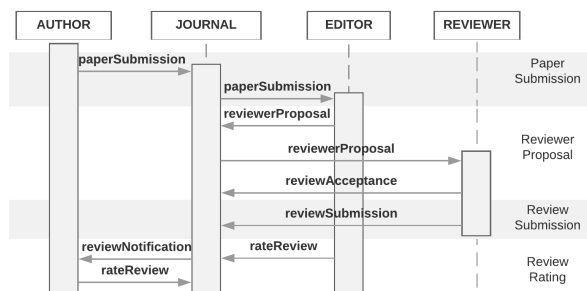 AUTHOR JOURNAL EDITOR REVIEWER
paperSubmission
Paper
Submission
paperSubmission
reviewerProposal
Reviewer
Proposal
reviewerProposal
reviewAcceptance
reviewSubmission
Review
Submission
reviewNotification
rateReview
rateReview
Review
Rating